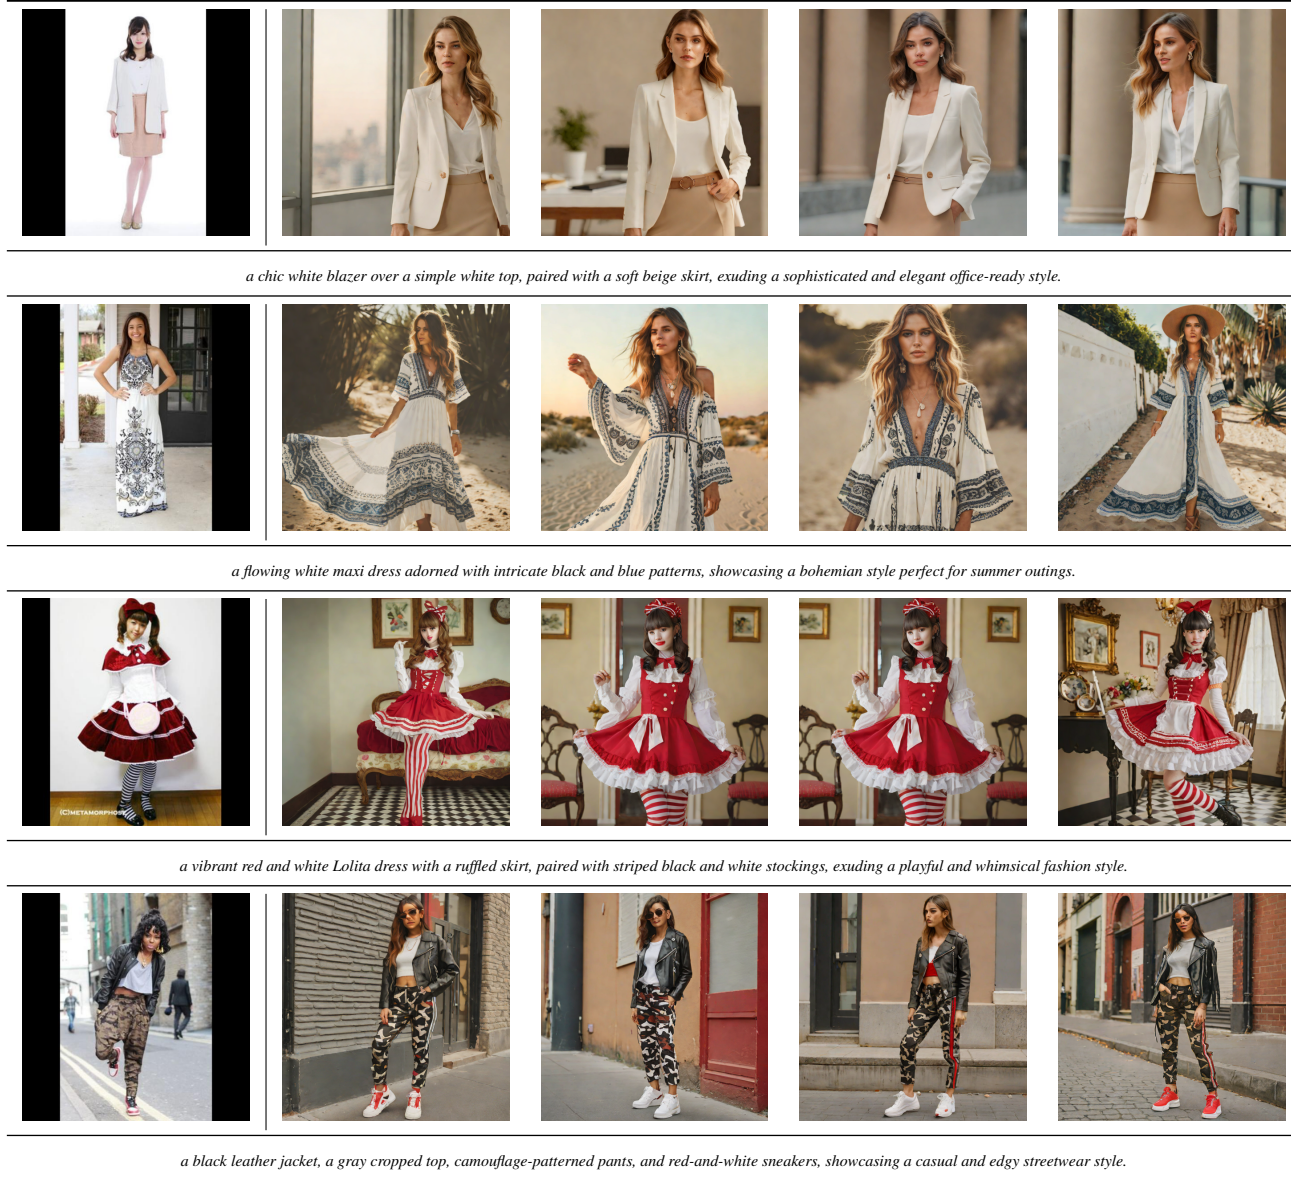 a chic white blazer over a simple white top, paired with a soft beige skirt, exuding a sophisticated and elegant office-ready style.
a flowing white maxi dress adorned with intricate black and blue patterns, showcasing a bohemian style perfect for summer outings.
(C)METAMORPHOSE
a vibrant red and white Lolita dress with a ruffled skirt, paired with striped black and white stockings, exuding a playful and whimsical fashion style.
a black leather jacket, a gray cropped top, camouflage-patterned pants, and red-and-white sneakers, showcasing a casual and edgy streetwear style.